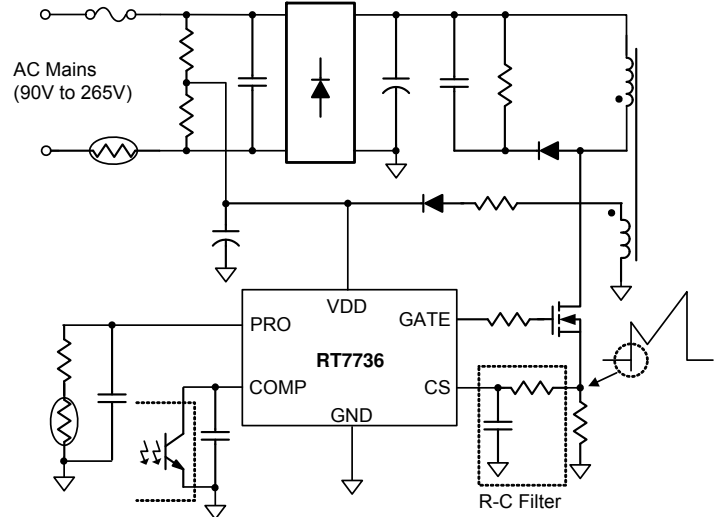 AC Mains
(90V to 265V)
VDD
PRO
GATE
RT7736
COMP
CS
GND
R-C Filter